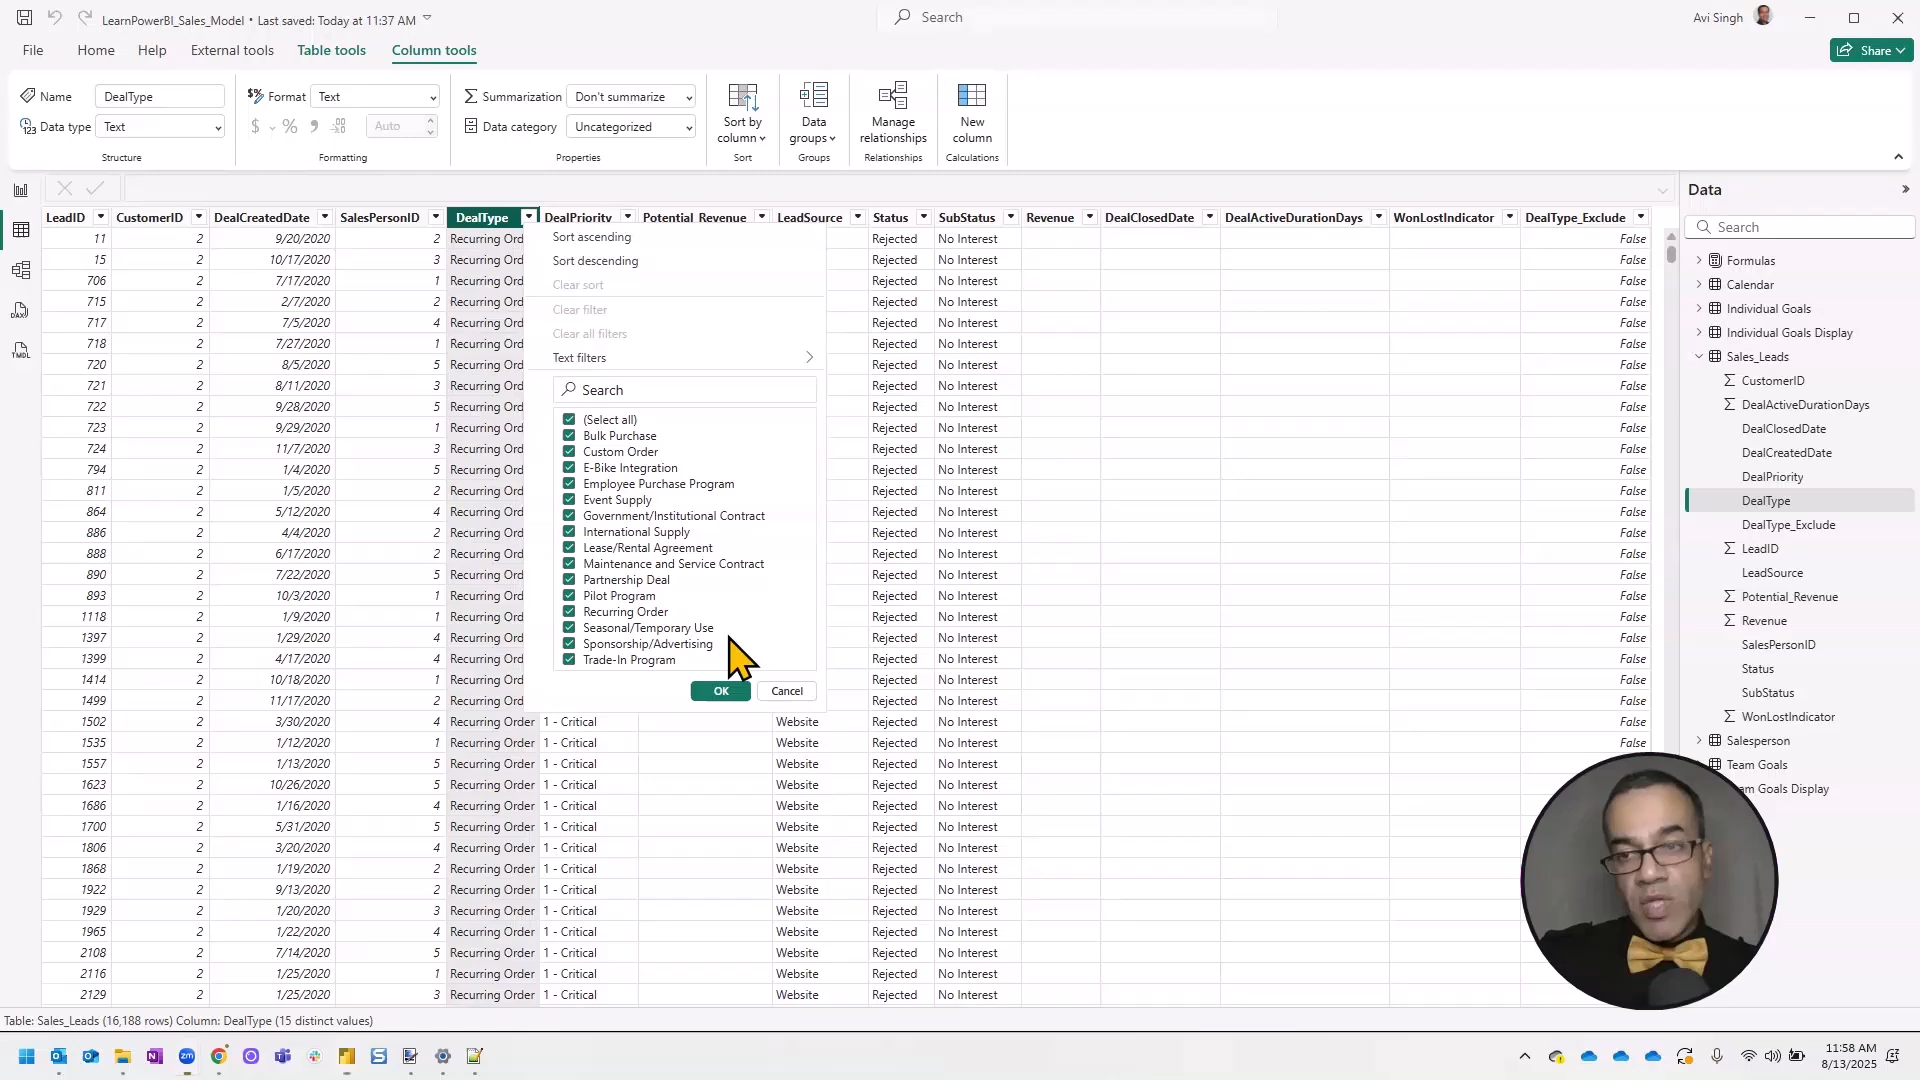 LearnPowerBI_Sales_Model • Last saved: Today at 11:37 AM
Search
Avi Singh
File Home Help External tools Table tools Column tools
Share
Name DealType
Data type Text
Structure
Format Text
$ % Auto
Formatting
Summarization Don't summarize
Data category Uncategorized
Properties
Sort by
column
Sort
Data
groups
Groups
Manage
relationships
Relationships
New
column
Calculations
LeadID CustomerID DealCreatedDate SalesPersonID DealType DealPriority Potential_Revenue LeadSource Status SubStatus Revenue DealClosedDate DealActiveDurationDays WonLostIndicator DealType_Exclude
11 2 9/20/2020 2 Recurring Ord Rejected No Interest False
15 2 10/17/2020 3 Recurring Ord Rejected No Interest False
706 2 7/17/2020 1 Recurring Ord Rejected No Interest False
715 2 2/7/2020 2 Recurring Ord Rejected No Interest False
717 2 7/5/2020 4 Recurring Ord Rejected No Interest False
718 2 7/27/2020 1 Recurring Ord Rejected No Interest False
720 2 8/5/2020 5 Recurring Ord Rejected No Interest False
721 2 8/11/2020 3 Recurring Ord Rejected No Interest False
722 2 9/28/2020 5 Recurring Ord Rejected No Interest False
723 2 9/29/2020 1 Recurring Ord Rejected No Interest False
724 2 11/7/2020 3 Recurring Ord Rejected No Interest False
794 2 1/4/2020 5 Recurring Ord Rejected No Interest False
811 2 1/5/2020 2 Recurring Ord Rejected No Interest False
864 2 5/12/2020 4 Recurring Ord Rejected No Interest False
886 2 4/4/2020 2 Recurring Ord Rejected No Interest False
888 2 6/17/2020 2 Recurring Ord Rejected No Interest False
890 2 7/22/2020 5 Recurring Ord Rejected No Interest False
893 2 10/3/2020 1 Recurring Ord Rejected No Interest False
1118 2 1/9/2020 1 Recurring Ord Rejected No Interest False
1397 2 1/29/2020 4 Recurring Ord Rejected No Interest False
1399 2 4/17/2020 4 Recurring Ord Rejected No Interest False
1414 2 10/18/2020 1 Recurring Ord Rejected No Interest False
1499 2 11/17/2020 2 Recurring Ord Rejected No Interest False
1502 2 3/30/2020 4 Recurring Order 1 - Critical Website Rejected No Interest False
1535 2 1/12/2020 1 Recurring Order 1 - Critical Website Rejected No Interest False
1557 2 1/13/2020 5 Recurring Order 1 - Critical Website Rejected No Interest
1623 2 10/26/2020 5 Recurring Order 1 - Critical Website Rejected No Interest
1686 2 1/16/2020 4 Recurring Order 1 - Critical Website Rejected No Interest
1700 2 5/31/2020 5 Recurring Order 1 - Critical Website Rejected No Interest
1806 2 3/20/2020 4 Recurring Order 1 - Critical Website Rejected No Interest
1868 2 1/19/2020 2 Recurring Order 1 - Critical Website Rejected No Interest
1922 2 9/13/2020 2 Recurring Order 1 - Critical Website Rejected No Interest
1929 2 1/20/2020 3 Recurring Order 1 - Critical Website Rejected No Interest
1965 2 1/22/2020 4 Recurring Order 1 - Critical Website Rejected No Interest
2108 2 7/14/2020 5 Recurring Order 1 - Critical Website Rejected No Interest
2116 2 1/25/2020 1 Recurring Order 1 - Critical Website Rejected No Interest
2129 2 1/25/2020 3 Recurring Order 1 - Critical Website Rejected No Interest
Sort ascending
Sort descending
Clear sort
Clear filter
Clear all filters
Text filters
Search
(Select all)
Bulk Purchase
Custom Order
E-Bike Integration
Employee Purchase Program
Event Supply
Government/Institutional Contract
International Supply
Lease/Rental Agreement
Maintenance and Service Contract
Partnership Deal
Pilot Program
Recurring Order
Seasonal/Temporary Use
Sponsorship/Advertising
Trade-In Program
OK Cancel
Data
Search
Formulas
Calendar
Individual Goals
Individual Goals Display
Sales_Leads
CustomerID
DealActiveDurationDays
DealClosedDate
DealCreatedDate
DealPriority
DealType
DealType_Exclude
LeadID
LeadSource
Potential_Revenue
Revenue
SalesPersonID
Status
SubStatus
WonLostIndicator
Salesperson
Team Goals
am Goals Display
DAX
TMDL
Table: Sales_Leads (16,188 rows) Column: DealType (15 distinct values)
zm
11:58 AM
8/13/2025